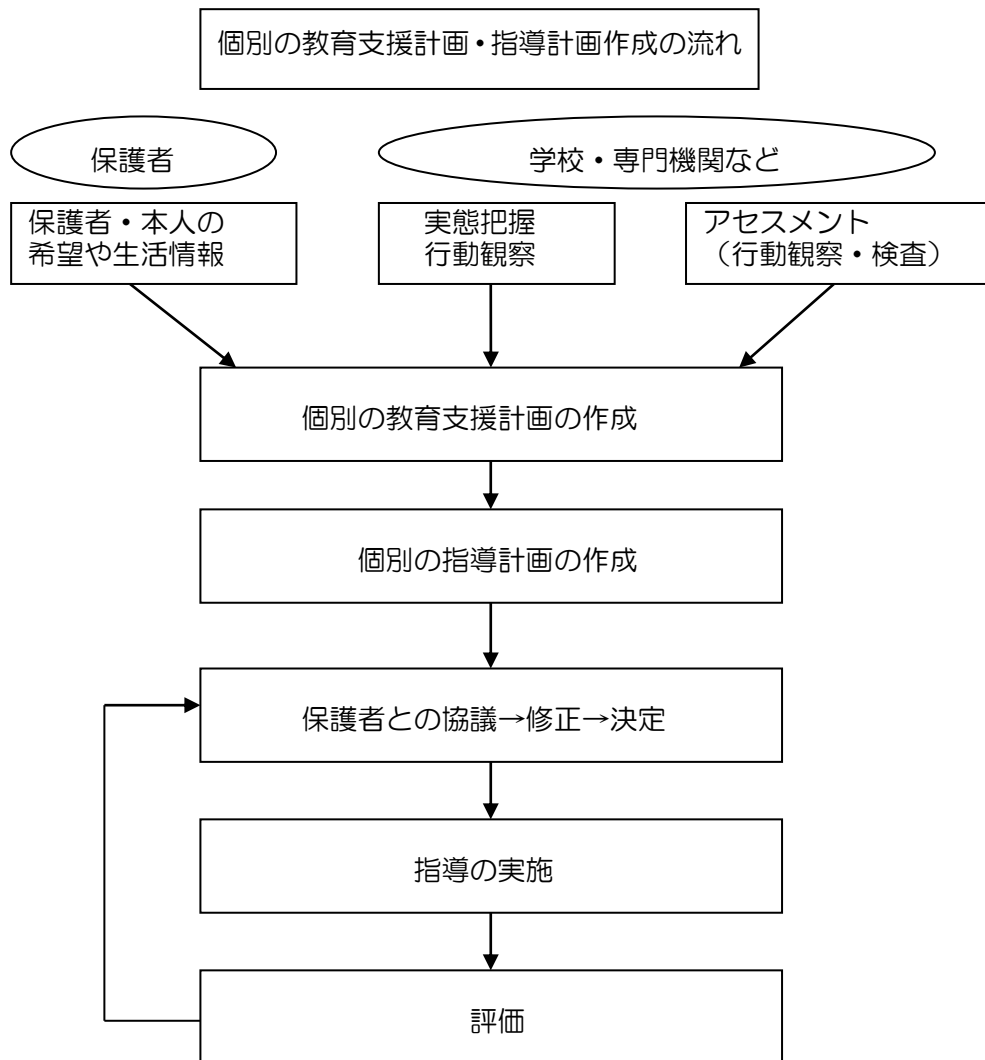 個別の教育支援計画・指導計画作成の流れ
保護者
学校・専門機関など
保護者・本人の
希望や生活情報
実態把握
行動観察
アセスメント
（行動観察・検査）
個別の教育支援計画の作成
個別の指導計画の作成
保護者との協議→修正→決定
指導の実施
評価